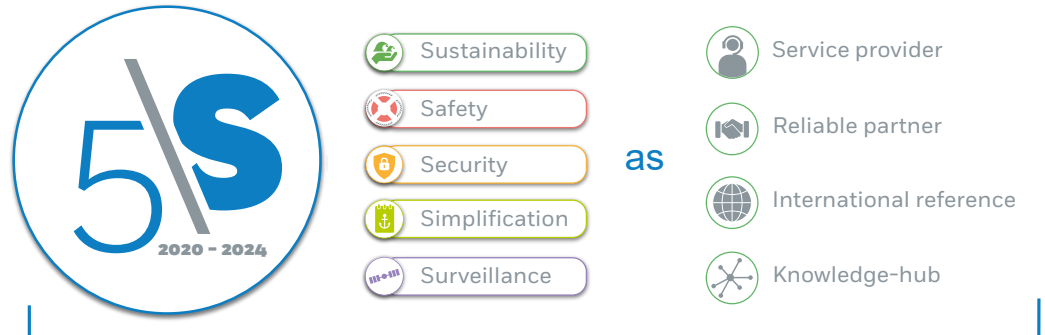 5\S
2020 - 2024
Sustainability
Safety
Security
Simplification
Surveillance
as
Service provider
Reliable partner
International reference
Knowledge-hub